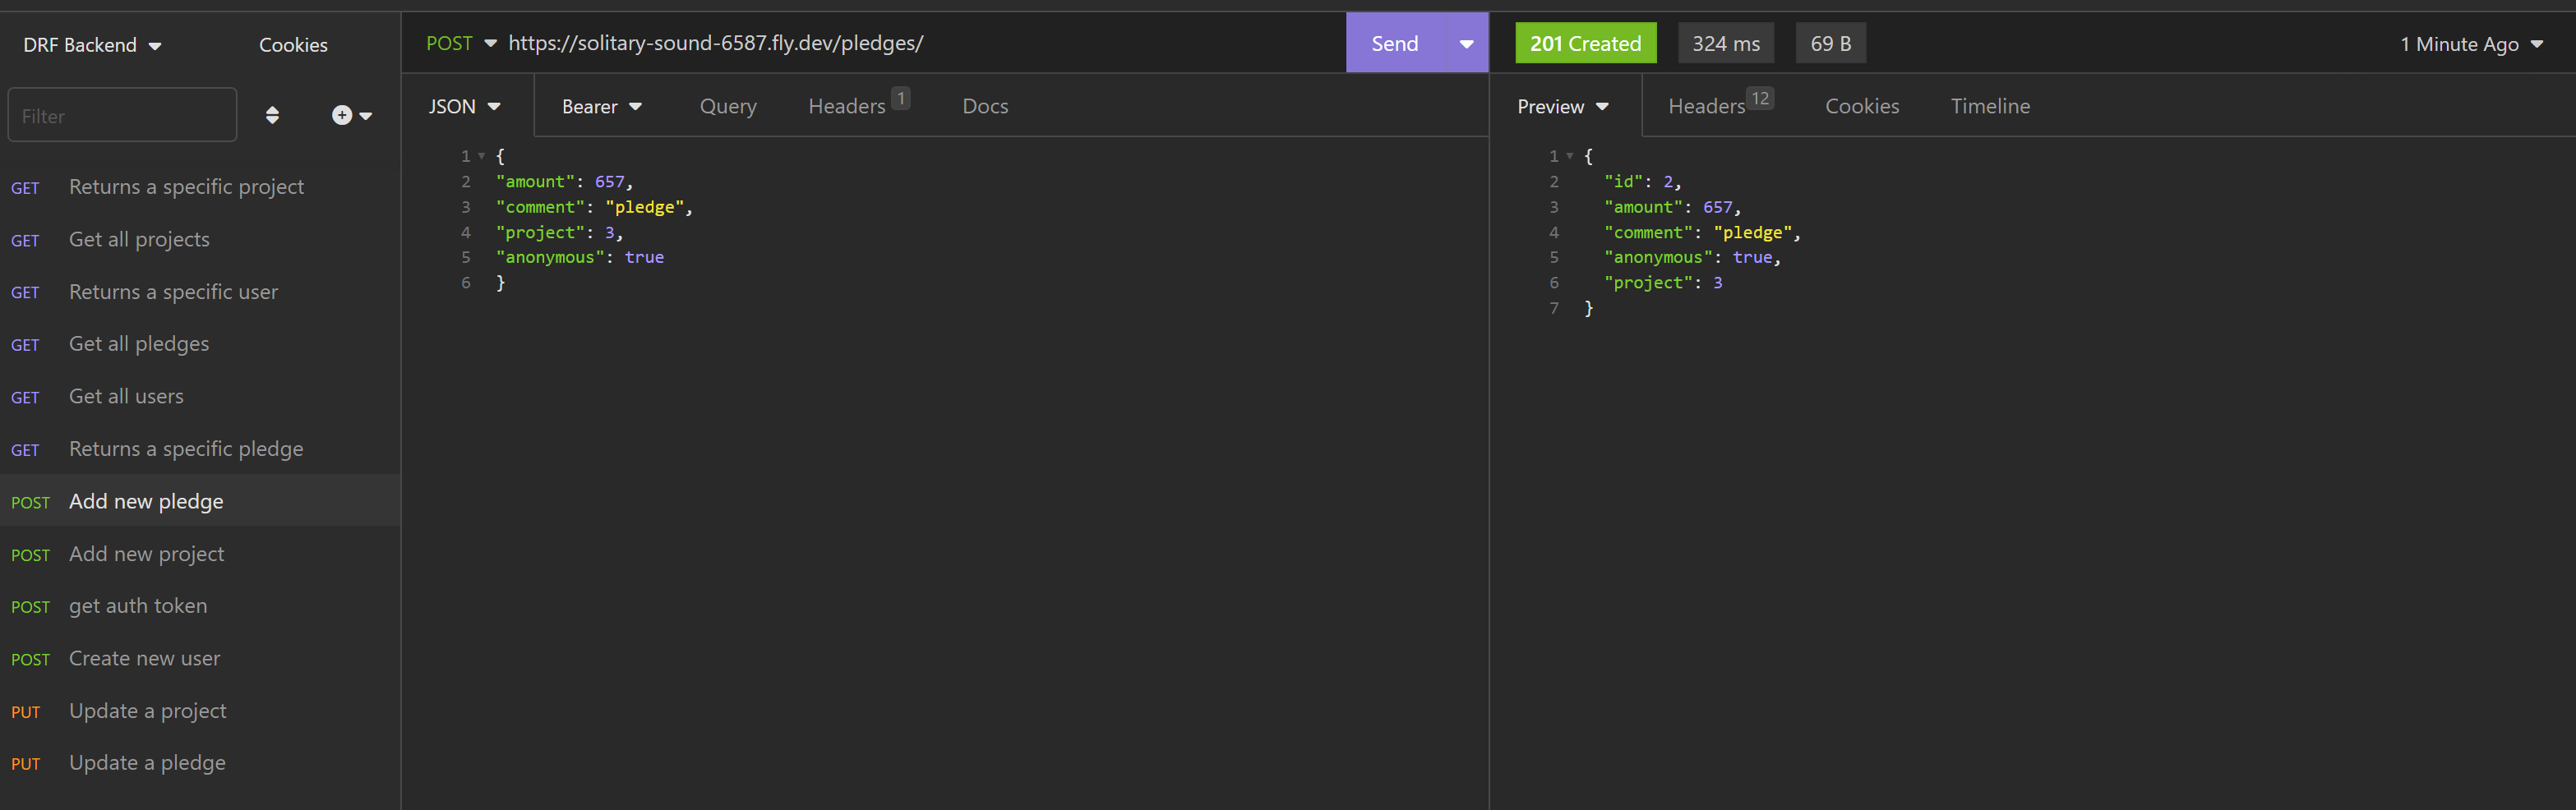 DRF Backend
Cookies
Filter
GET Returns a specific project
GET Get all projects
GET Returns a specific user
GET Get all pledges
GET Get all users
GET Returns a specific pledge
POST Add new pledge
POST Add new project
POST get auth token
POST Create new user
PUT Update a project
PUT Update a pledge
POST https://solitary-sound-6587.fly.dev/pledges/
Send
JSON Bearer Query Headers 1 Docs
1 {
2 "amount": 657,
3 "comment": "pledge",
4 "project": 3,
5 "anonymous": true
6 }
201 Created 324 ms 69 B 1 Minute Ago
Preview Headers 12 Cookies Timeline
1 {
2 "id": 2,
3 "amount": 657,
4 "comment": "pledge",
5 "anonymous": true,
6 "project": 3
7 }